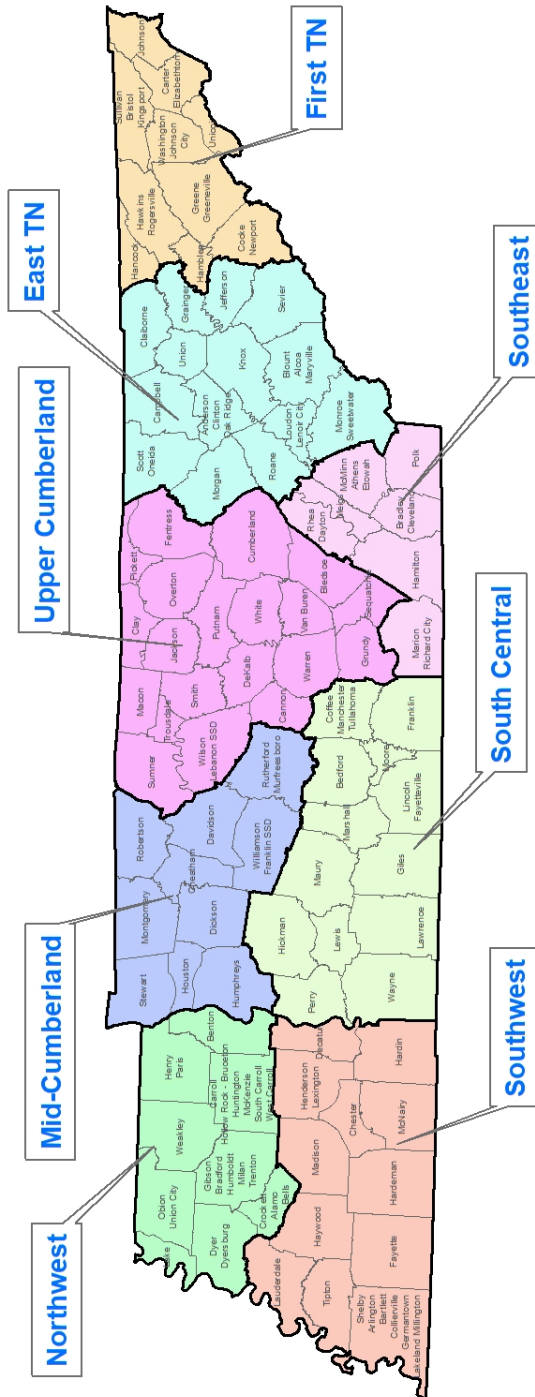 Northwest
Mid-Cumberland
Upper Cumberland
East TN
First TN
Southwest
South Central
Southeast
Lake
Obion
Union City
Weakley
Henry
Paris
Dyer
Dyersburg
Gibson
Bradford
Humboldt
Milan
Trenton
Carroll
Hollow Rock - Bruceton
Huntington
McKenzie
South Carroll
West Carroll
Benton
Crockett
Alamo
Bells
Lauderdale
Tipton
Haywood
Madison
Henderson
Lexington
Decatur
Shelby
Arlington
Bartlett
Collierville
Germantown
Lakeland Millington
Fayette
Hardeman
Chester
McNairy
Hardin
Stewart
Montgomery
Robertson
Houston
Humphreys
Dickson
Cheatham
Davidson
Williamson
Franklin SSD
Rutherford
Murfreesboro
Perry
Hickman
Lewis
Maury
Marshall
Bedford
Coffee
Manchester
Tullahoma
Wayne
Lawrence
Giles
Lincoln
Fayetteville
Moore
Franklin
Sumner
Macon
Trousdale
Wilson
Lebanon SSD
Smith
Clay
Jackson
Pickett
Overton
Fentress
Putnam
DeKalb
White
Cumberland
Cannon
Warren
Van Buren
Bledsoe
Grundy
Sequatchie
Marion
Richard City
Hamilton
Rhea
Dayton
Meigs
McMinn
Athens
Etowah
Bradley
Cleveland
Polk
Scott
Oneida
Campbell
Claiborne
Morgan
Anderson
Clinton
Oak Ridge
Union
Grainger
Roane
Knox
Jefferson
Loudon
Lenoir City
Blount
Alcoa
Maryville
Sevier
Monroe
Sweetwater
Hancock
Hawkins
Rogersville
Sullivan
Bristol
Kingsport
Johnson
Hamblen
Greene
Greeneville
Washington
Johnson
City
Carter
Elizabethton
Unicoi
Cocke
Newport